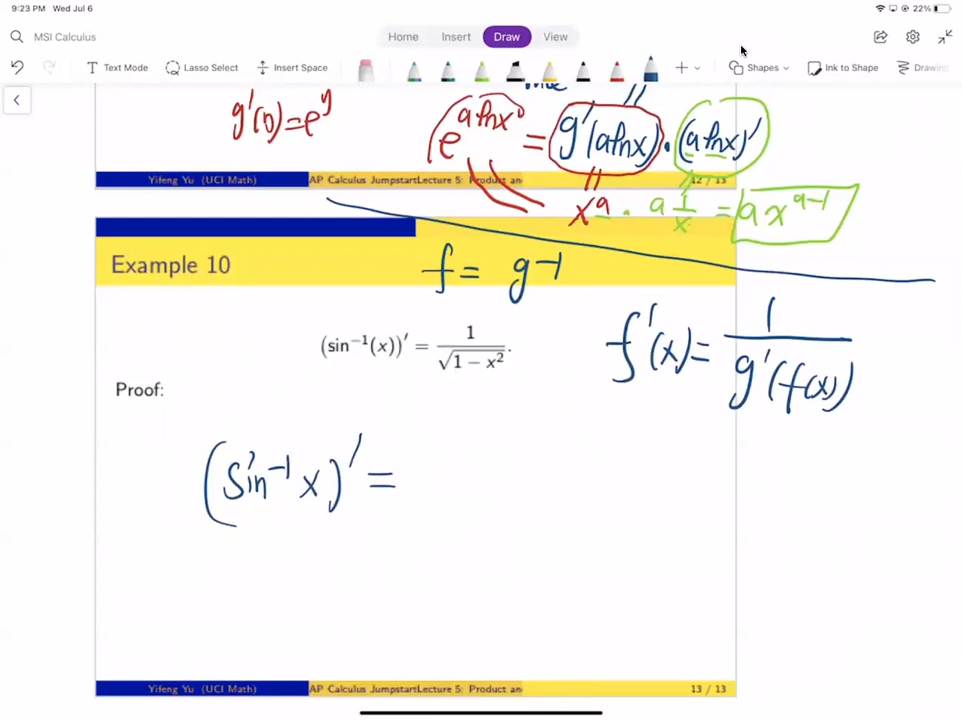 9:23 PM Wed Jul 6 22%
MSI Calculus Home Insert Draw View
Text Mode Lasso Select Insert Space Shapes Ink to Shape Drawin
g'(y)=e^y
e^{a ln x} = g'(a ln x) · (a ln x)'
Yifeng Yu (UCI Math) AP Calculus JumpstartLecture 5: Product an 12 / 13
x^a · a 1/x = ax^{a-1}
Example 10
f = g^{-1}
(sin⁻¹(x))' = 1/√(1 − x²).
f'(x) = 1/g'(f(x))
Proof:
(sin⁻¹ x)' =
Yifeng Yu (UCI Math) AP Calculus JumpstartLecture 5: Product an 13 / 13